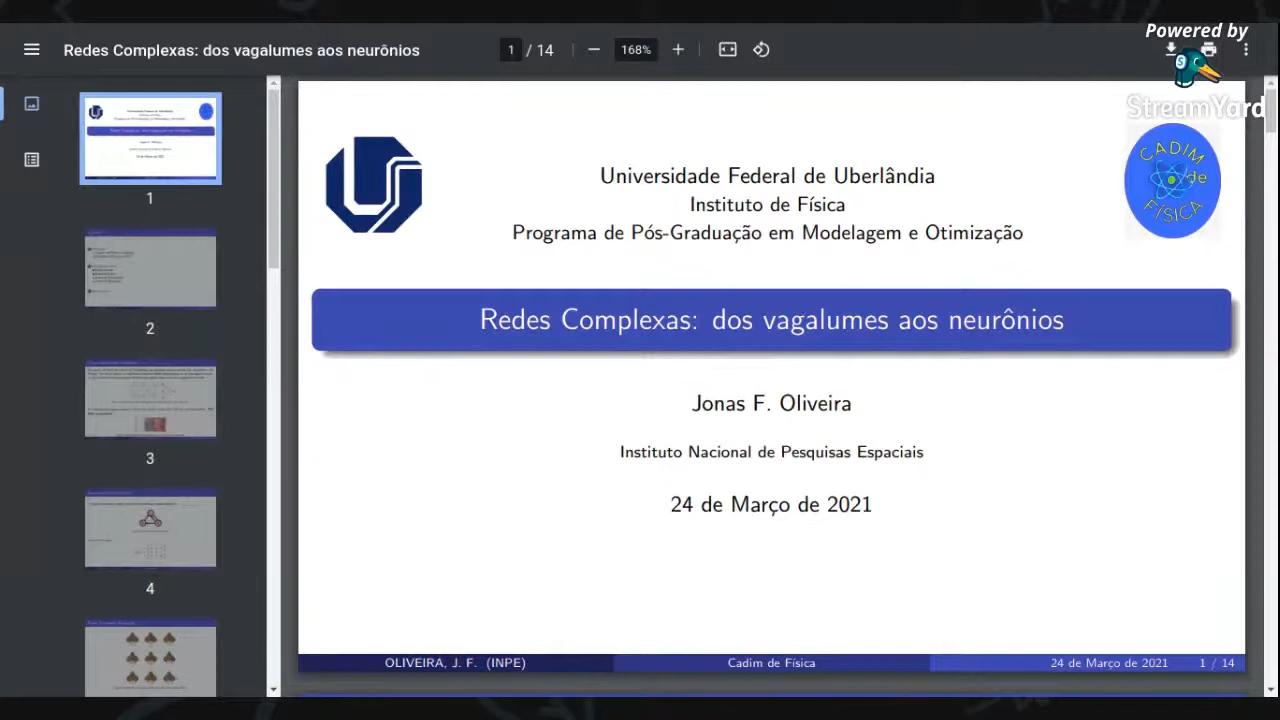 Powered by
StreamYard
Redes Complexas: dos vagalumes aos neurônios
1 / 14
168%
1
2
3
4
CADIM
de
FÍSICA
Universidade Federal de Uberlândia
Instituto de Física
Programa de Pós-Graduação em Modelagem e Otimização
Redes Complexas: dos vagalumes aos neurônios
Jonas F. Oliveira
Instituto Nacional de Pesquisas Espaciais
24 de Março de 2021
OLIVEIRA, J. F. (INPE)
Cadim de Física
24 de Março de 2021
1 / 14